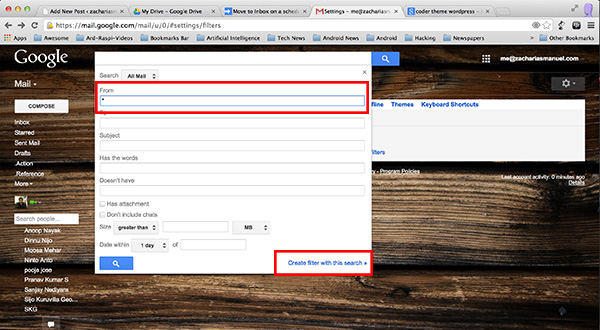 Add New Post ‹ zacharias
My Drive - Google Drive
Move to Inbox on a sched
Settings - me@zachariasm
coder theme wordpress -
https://mail.google.com/mail/u/0/#settings/filters
Apps
Bookmarks
Ard-Raspi-Videos
Bookmarks Bar
Artificial Intelligence
Tech News
Android News
Android
Hacking
Wordpress
Other Bookmarks
Google
me@zachariasmanuel.com
Search All Mail
Mail
From
*
COMPOSE
ffline Themes Keyboard Shortcuts
Inbox
Starred
Subject
Sent Mail
Drafts
Has the words
filters
.Action
.Reference
Doesn't have
- Program Policies
Last account activity: 0 minutes ago
Details
More
Has attachment
Don't include chats
Search people...
Size greater than MB
Anoop Nayak
Dinnu Nijo
Date within 1 day of
Moosa Mehar
Ninto Anto
Create filter with this search
pooja jose
Pranav Kumar S
Sanjay Nediyara
Sijo Kuruvilla Geo...
SKG